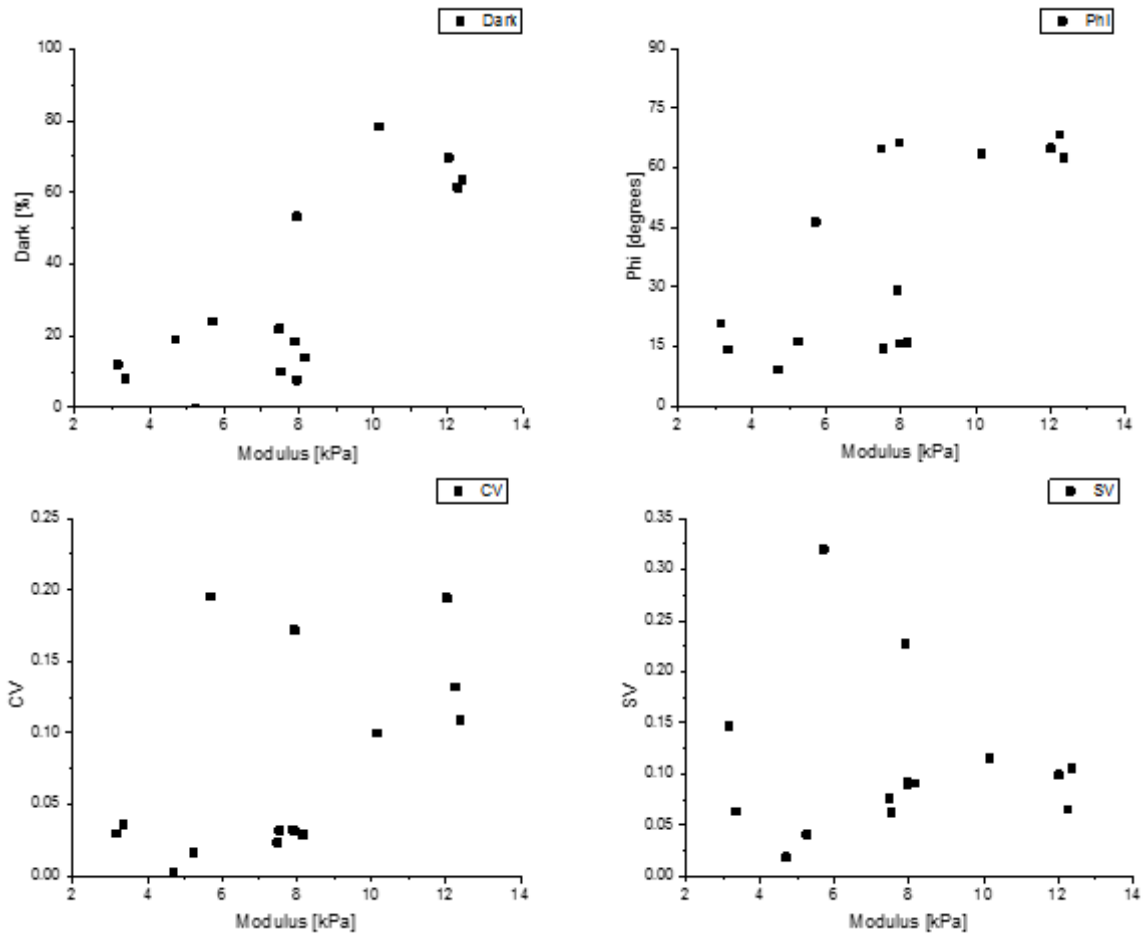 Dark
100
80
60
40
20
0
Dark [%]
2 4 6 8 10 12 14
Modulus [kPa]
Phi
90
75
60
45
30
15
0
Phi [degrees]
2 4 6 8 10 12 14
Modulus [kPa]
CV
0.25
0.20
0.15
0.10
0.05
0.00
CV
2 4 6 8 10 12 14
Modulus [kPa]
SV
0.35
0.30
0.25
0.20
0.15
0.10
0.05
0.00
SV
2 4 6 8 10 12 14
Modulus [kPa]